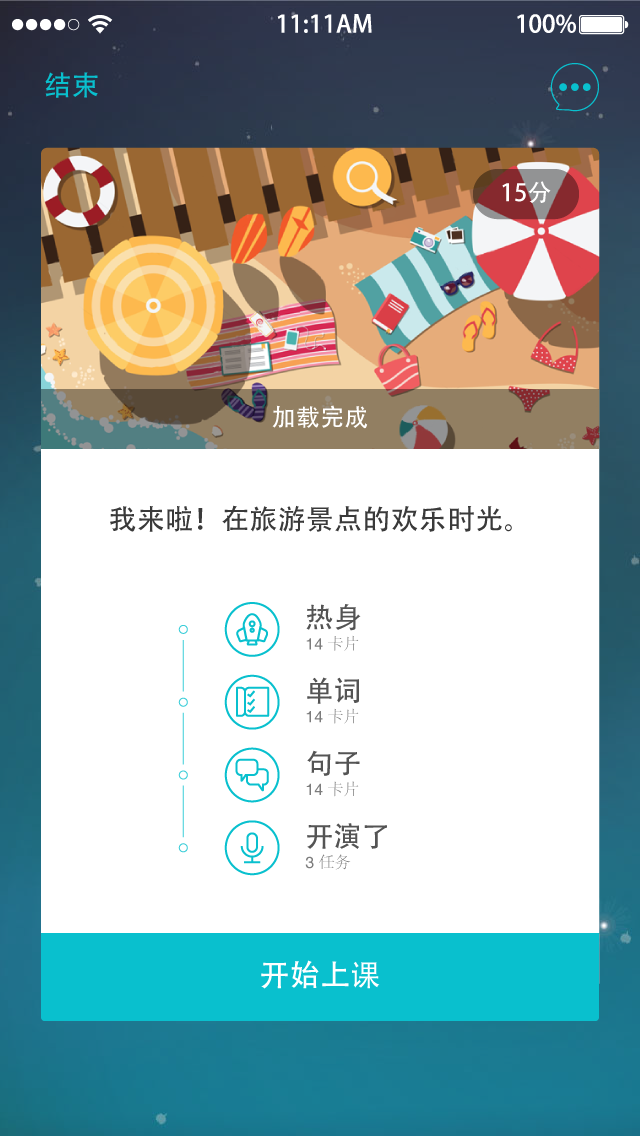 11:11AM
100%
结束
15分
加载完成
我来啦！在旅游景点的欢乐时光。
热身
14 卡片
单词
14 卡片
句子
14 卡片
开演了
3 任务
开始上课